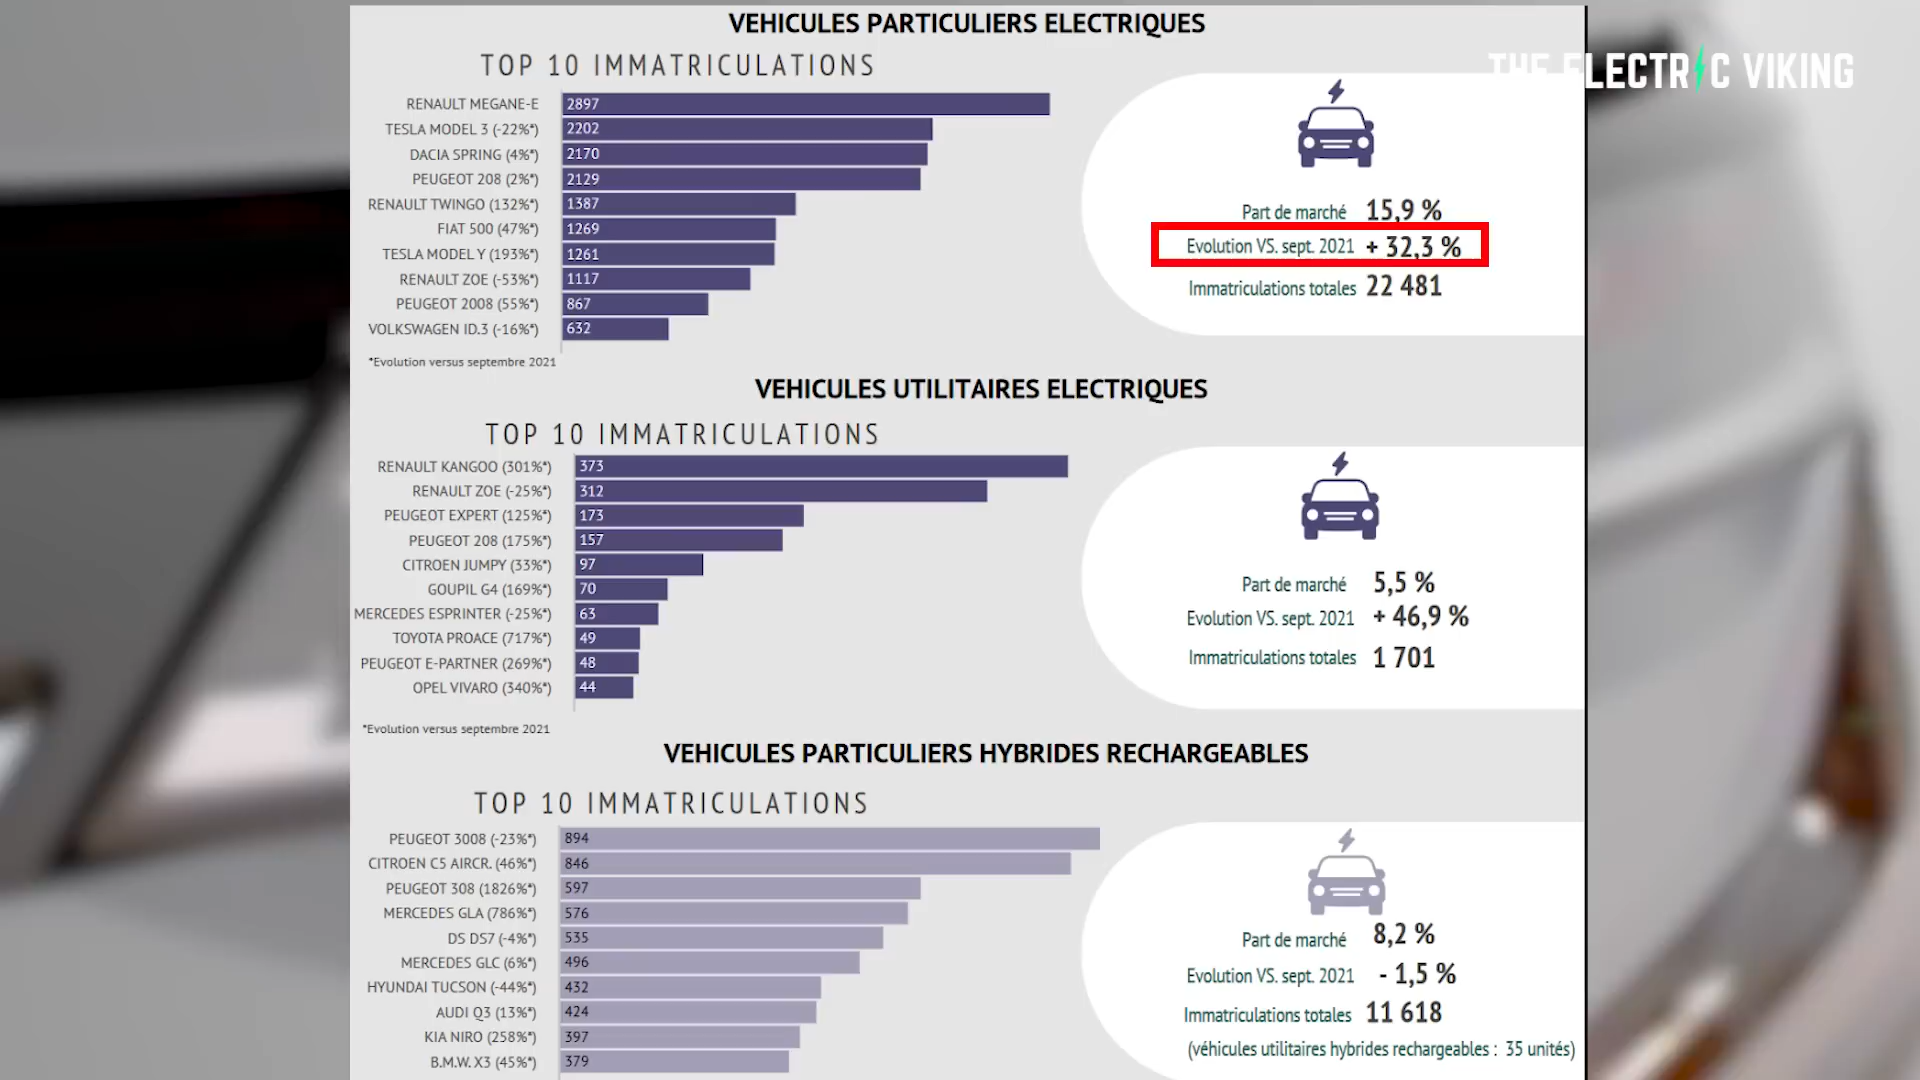 VEHICULES PARTICULIERS ELECTRIQUES
TOP 10 IMMATRICULATIONS
THE ELECTRIC VIKING
RENAULT MEGANE-E 2897
TESLA MODEL 3 (-22%*) 2202
DACIA SPRING (4%*) 2170
PEUGEOT 208 (2%*) 2129
RENAULT TWINGO (132%*) 1387
FIAT 500 (47%*) 1269
TESLA MODEL Y (193%*) 1261
RENAULT ZOE (-53%*) 1117
PEUGEOT 2008 (55%*) 867
VOLKSWAGEN ID.3 (-16%*) 632
*Evolution versus septembre 2021
Part de marché 15,9 %
Evolution VS. sept. 2021 + 32,3 %
Immatriculations totales 22 481
VEHICULES UTILITAIRES ELECTRIQUES
TOP 10 IMMATRICULATIONS
RENAULT KANGOO (301%*) 373
RENAULT ZOE (-25%*) 312
PEUGEOT EXPERT (125%*) 173
PEUGEOT 208 (175%*) 157
CITROEN JUMPY (33%*) 97
GOUPIL G4 (169%*) 70
MERCEDES ESPRINTER (-25%*) 63
TOYOTA PROACE (717%*) 49
PEUGEOT E-PARTNER (269%*) 48
OPEL VIVARO (340%*) 44
*Evolution versus septembre 2021
Part de marché 5,5 %
Evolution VS. sept. 2021 + 46,9 %
Immatriculations totales 1 701
VEHICULES PARTICULIERS HYBRIDES RECHARGEABLES
TOP 10 IMMATRICULATIONS
PEUGEOT 3008 (-23%*) 894
CITROEN C5 AIRCR. (46%*) 846
PEUGEOT 308 (1826%*) 597
MERCEDES GLA (786%*) 576
DS DS7 (-4%*) 535
MERCEDES GLC (6%*) 496
HYUNDAI TUCSON (-44%*) 432
AUDI Q3 (13%*) 424
KIA NIRO (258%*) 397
B.M.W. X3 (45%*) 379
Part de marché 8,2 %
Evolution VS. sept. 2021 - 1,5 %
Immatriculations totales 11 618
(véhicules utilitaires hybrides rechargeables : 35 unités)